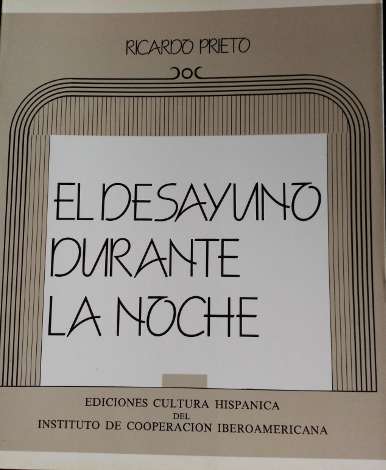 RICARDO PRIETO
EL DESAYUNO
DURANTE
LA NOCHE
EDICIONES CULTURA HISPANICA
DEL
INSTITUTO DE COOPERACION IBEROAMERICANA